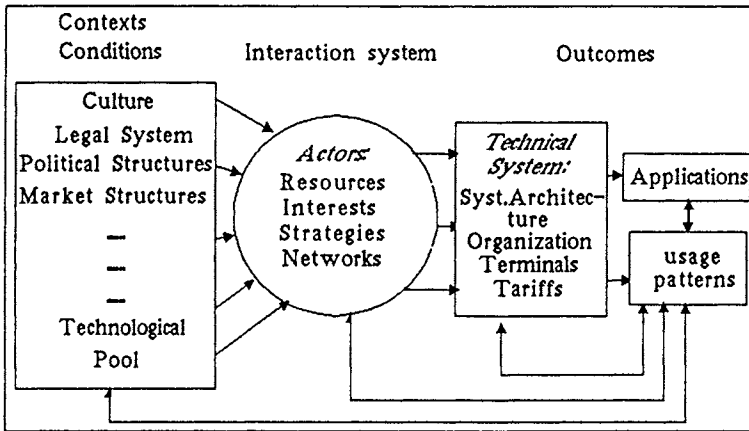 Contexts
Conditions
Interaction system
Outcomes
Culture
Legal System
Political Structures
Market Structures
—
—
—
Technological
Pool
Actors:
Resources
Interests
Strategies
Networks
Technical
System:
Syst.Architec-
ture
Organization
Terminals
Tariffs
Applications
usage
patterns